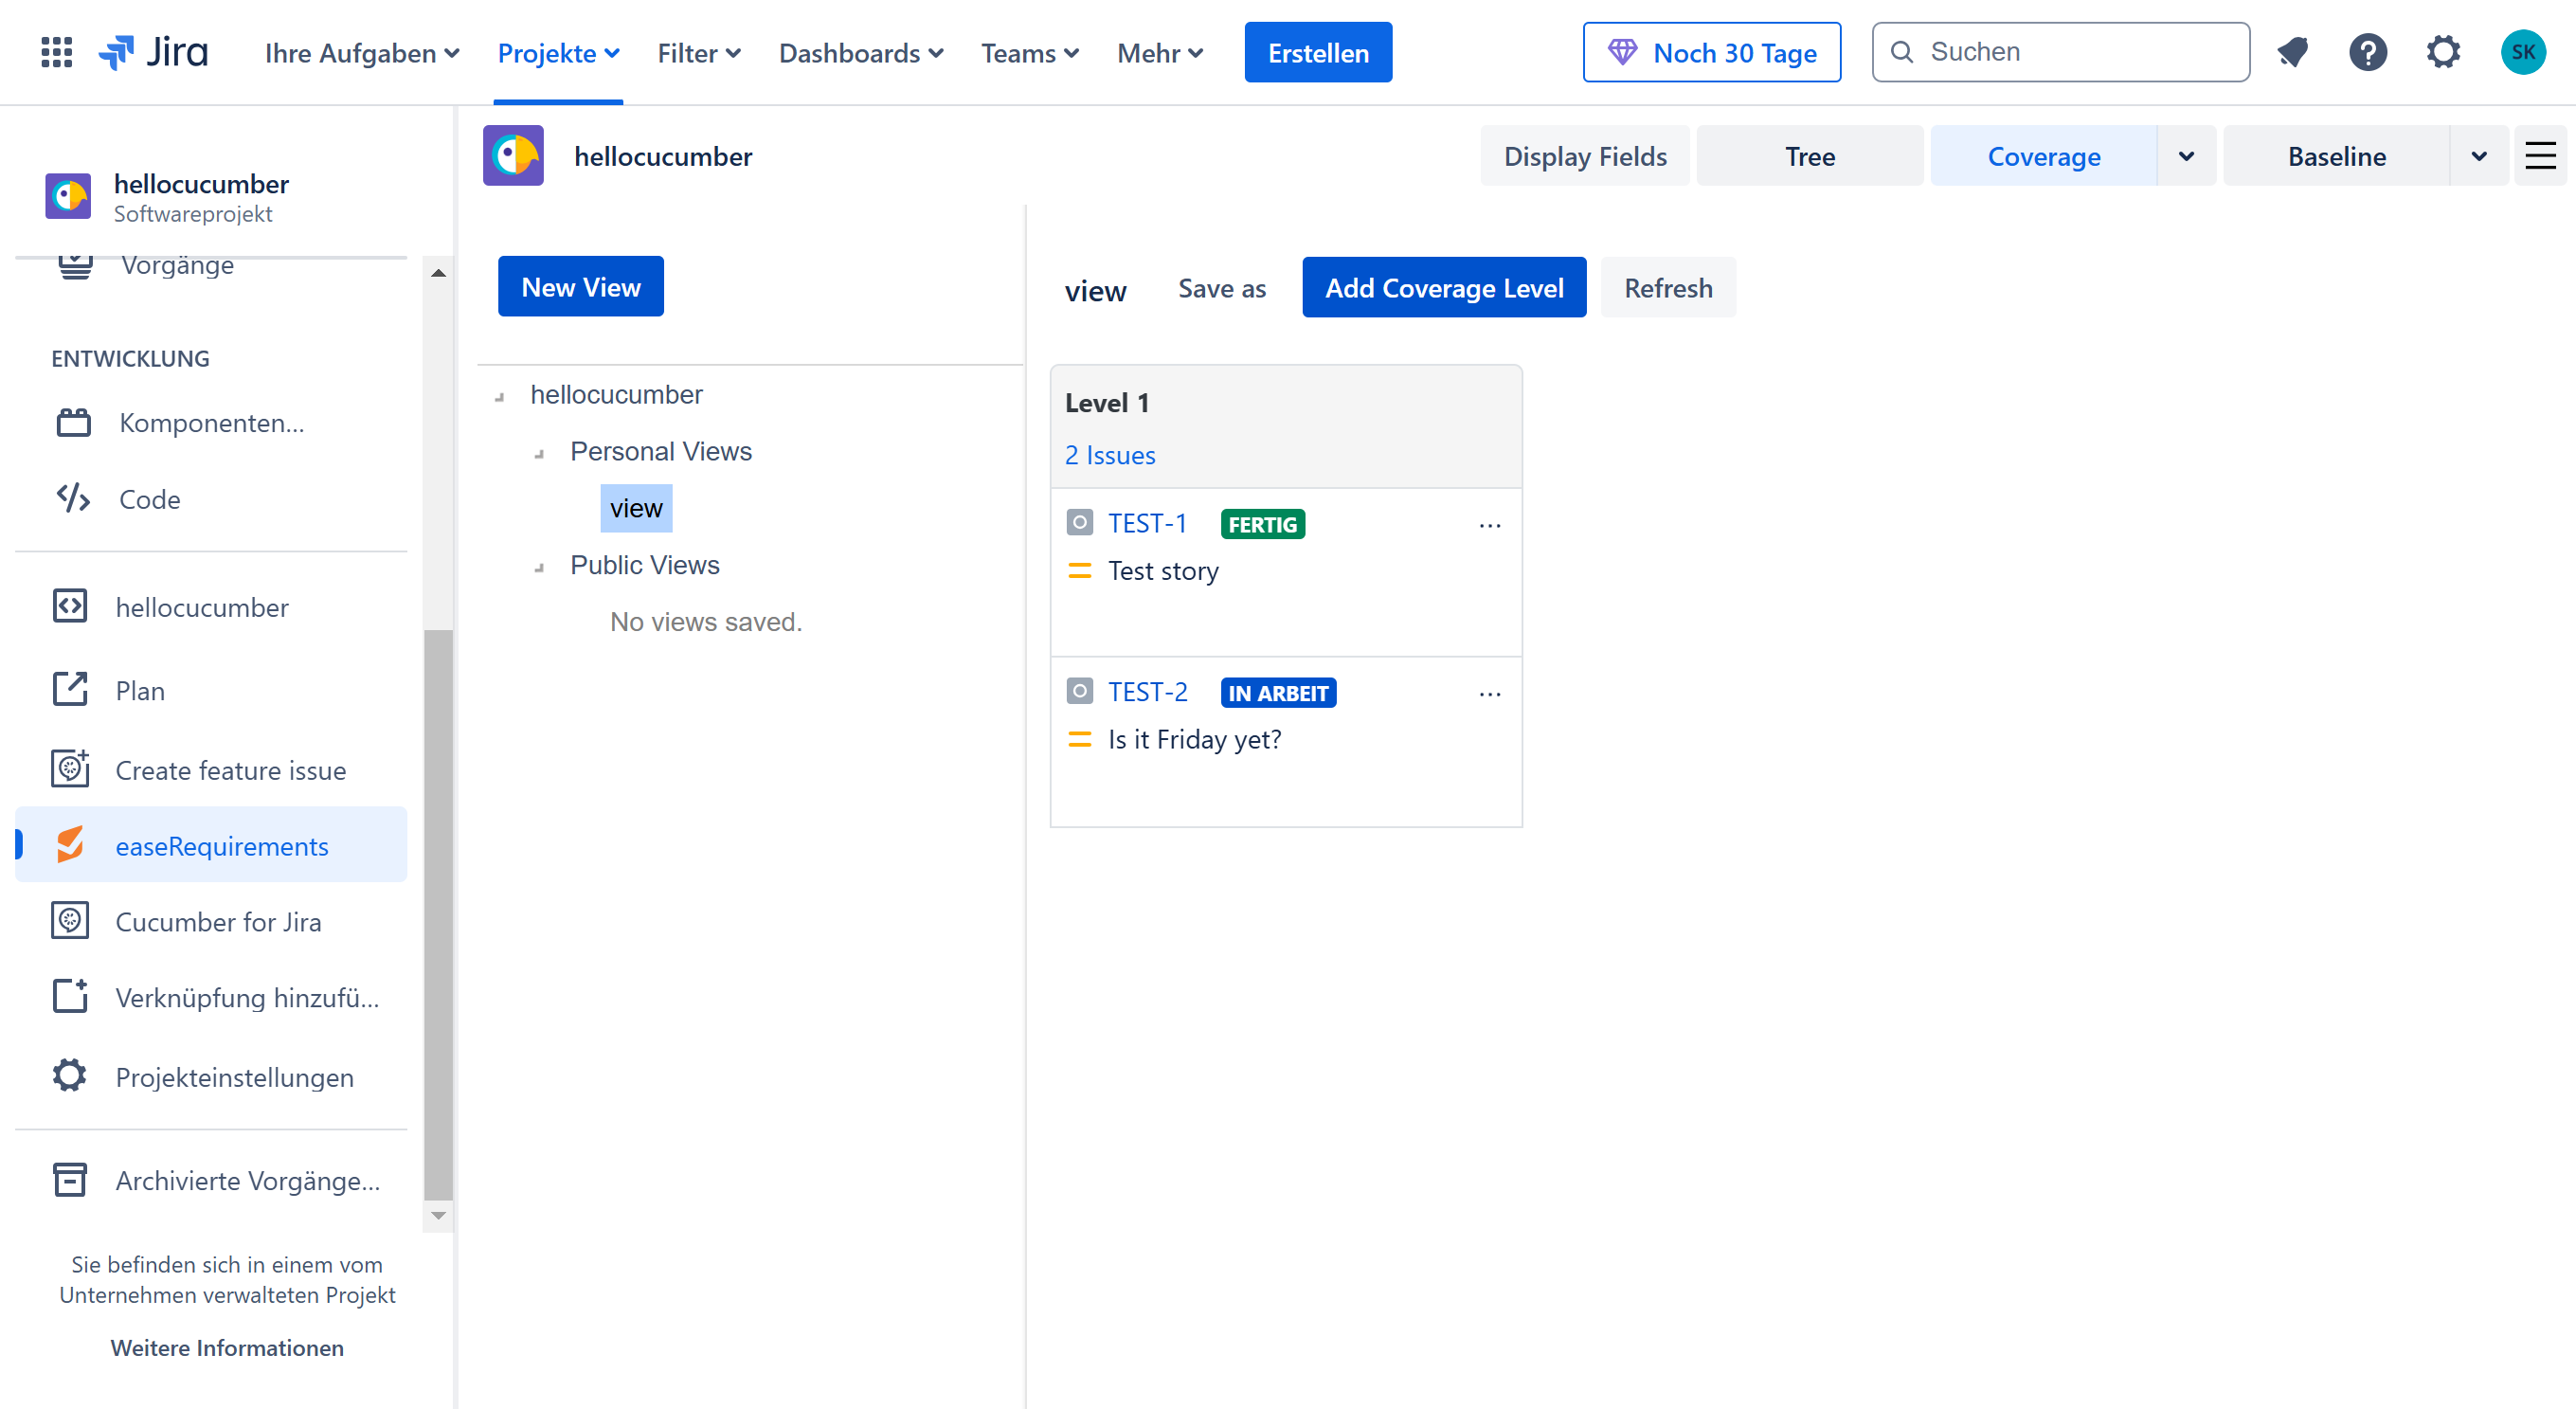 Jira Ihre Aufgaben Projekte Filter Dashboards Teams Mehr Erstellen Noch 30 Tage Suchen SK
hellocucumber
Softwareprojekt
Vorgänge
ENTWICKLUNG
Komponenten...
Code
hellocucumber
Plan
Create feature issue
easeRequirements
Cucumber for Jira
Verknüpfung hinzufü...
Projekteinstellungen
Archivierte Vorgänge...
Sie befinden sich in einem vom
Unternehmen verwalteten Projekt
Weitere Informationen
hellocucumber Display Fields Tree Coverage Baseline
New View
hellocucumber
Personal Views
view
Public Views
No views saved.
view Save as Add Coverage Level Refresh
Level 1
2 Issues
TEST-1 FERTIG ...
Test story
TEST-2 IN ARBEIT ...
Is it Friday yet?